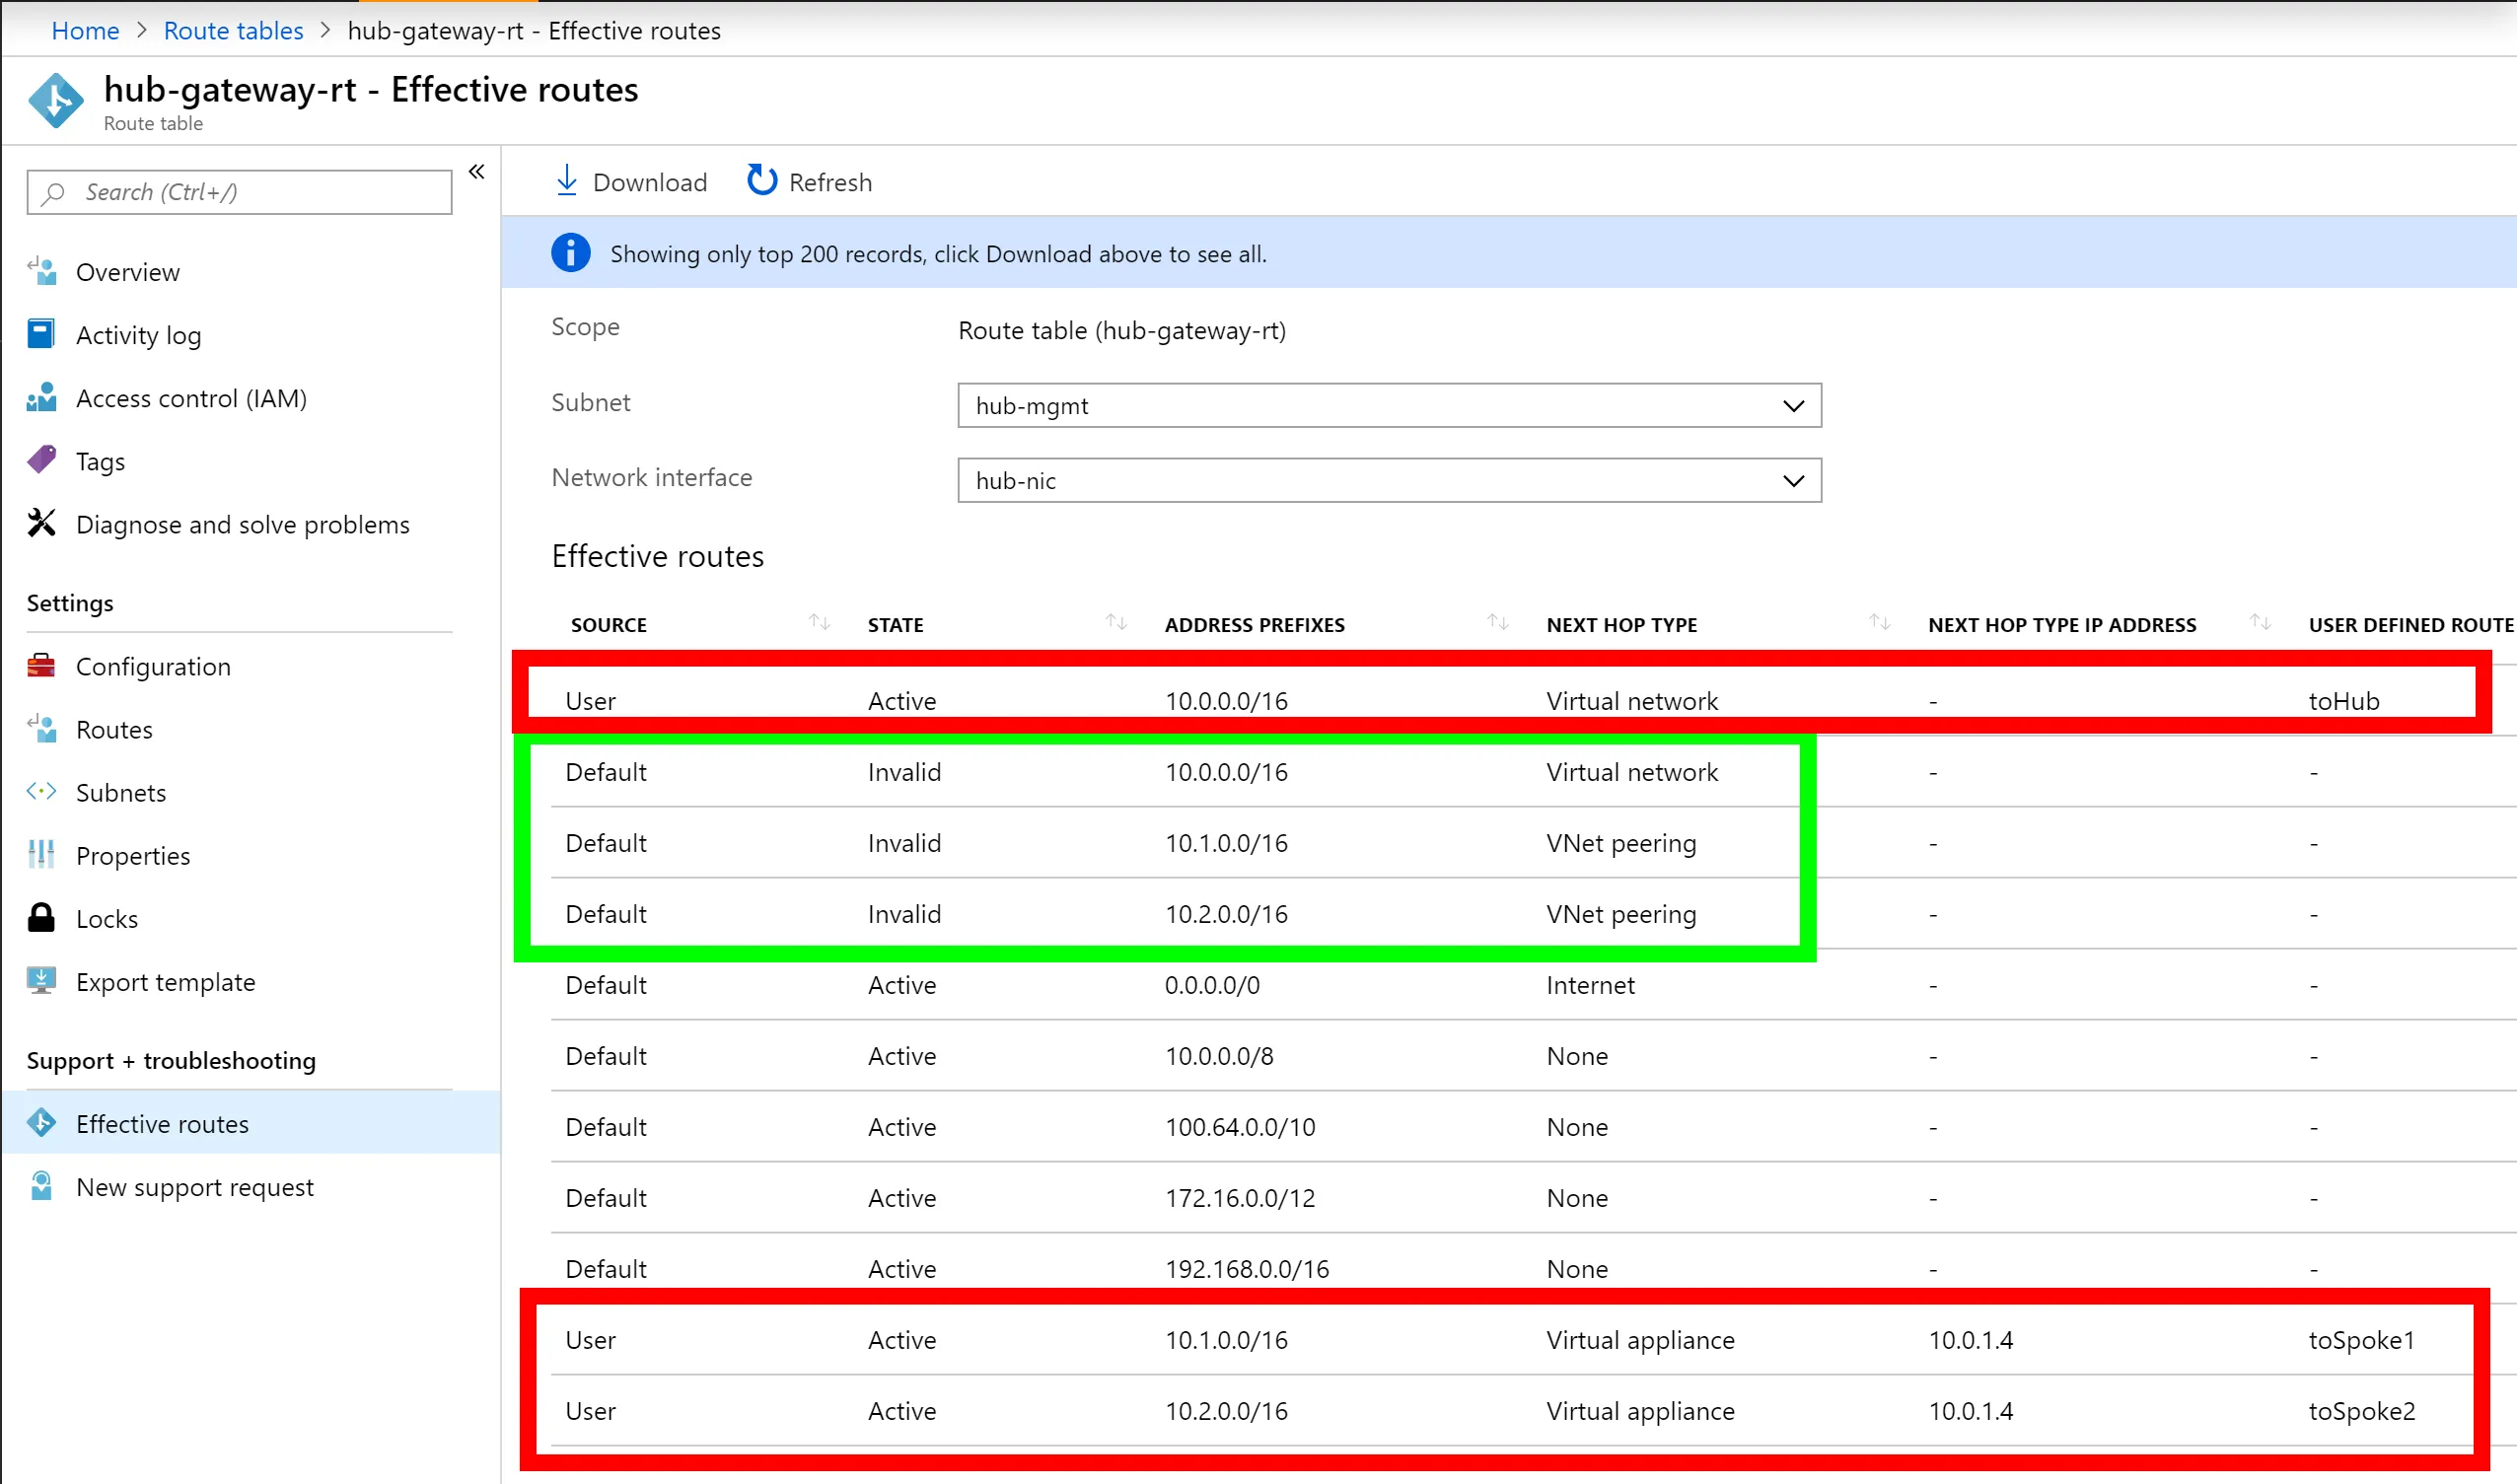 Home > Route tables > hub-gateway-rt - Effective routes
hub-gateway-rt - Effective routes
Route table
Search (Ctrl+/)
«
Overview
Activity log
Access control (IAM)
Tags
Diagnose and solve problems
Settings
Configuration
Routes
Subnets
Properties
Locks
Export template
Support + troubleshooting
Effective routes
New support request
Download Refresh
Showing only top 200 records, click Download above to see all.
Scope Route table (hub-gateway-rt)
Subnet hub-mgmt
Network interface hub-nic
Effective routes
SOURCE STATE ADDRESS PREFIXES NEXT HOP TYPE NEXT HOP TYPE IP ADDRESS USER DEFINED ROUTE
User Active 10.0.0.0/16 Virtual network - toHub
Default Invalid 10.0.0.0/16 Virtual network - -
Default Invalid 10.1.0.0/16 VNet peering - -
Default Invalid 10.2.0.0/16 VNet peering - -
Default Active 0.0.0.0/0 Internet - -
Default Active 10.0.0.0/8 None - -
Default Active 100.64.0.0/10 None - -
Default Active 172.16.0.0/12 None - -
Default Active 192.168.0.0/16 None - -
User Active 10.1.0.0/16 Virtual appliance 10.0.1.4 toSpoke1
User Active 10.2.0.0/16 Virtual appliance 10.0.1.4 toSpoke2